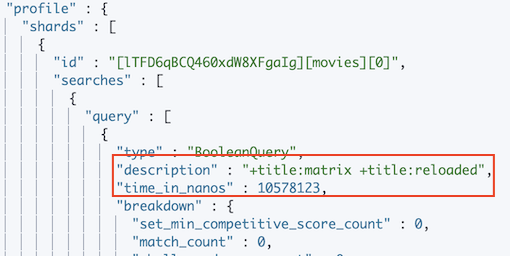 "profile" : {
"shards" : [
{
"id" : "[lTFD6qBCQ460xdW8XFgaIg][movies][0]",
"searches" : [
{
"query" : [
{
"type" : "BooleanQuery",
"description" : "+title:matrix +title:reloaded",
"time_in_nanos" : 10578123,
"breakdown" : {
"set_min_competitive_score_count" : 0,
"match_count" : 0,